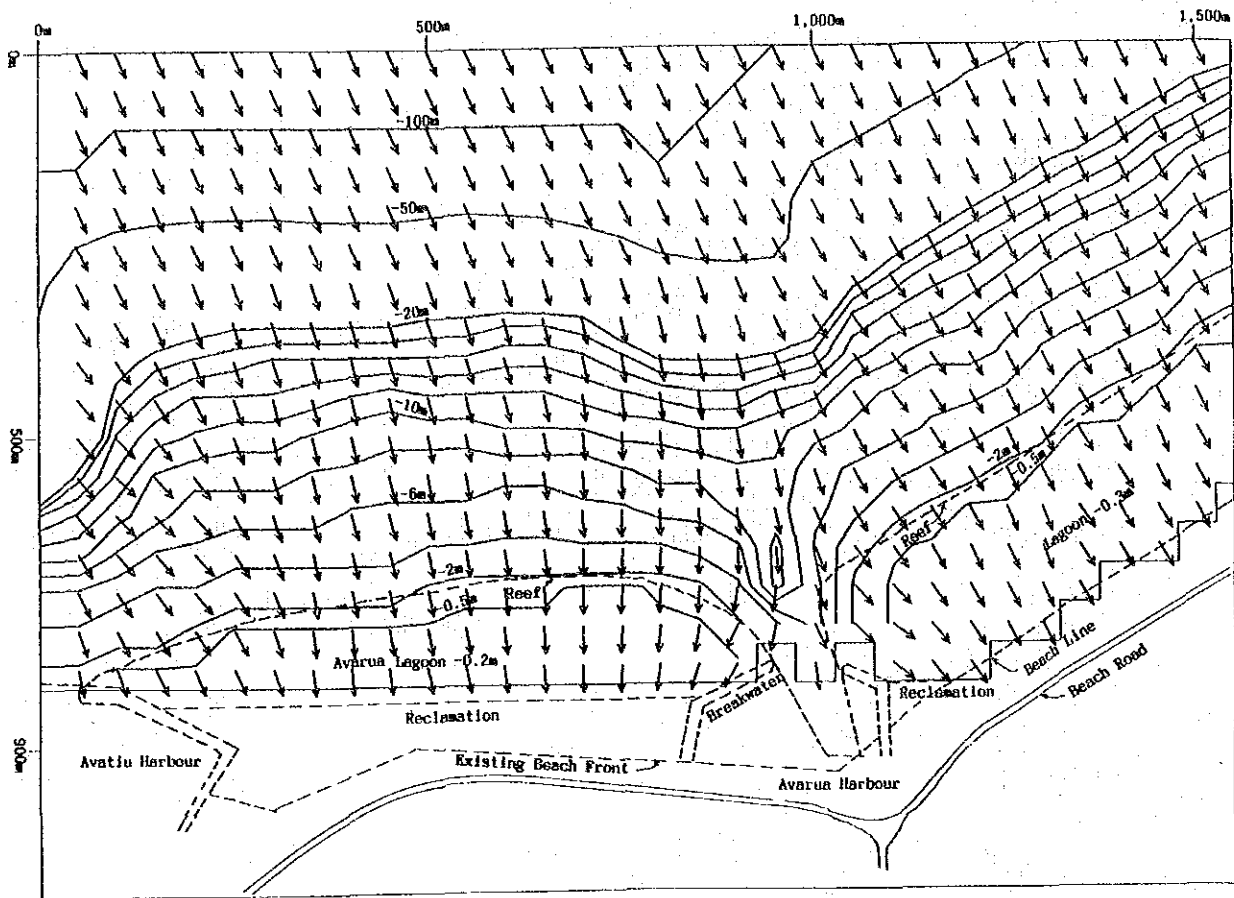 0m
500m
1,000m
1,500m
0m
-100m
-50m
-20m
-10m
500m
-6m
-2m
-0.5m
Reef
Lagoon -0.3m
-2m
Reef
-0.5m
Avarua Lagoon -0.2m
Beach Line
Beach Road
Breakwater
Reclamation
Reclamation
900m
Avatiu Harbour
Existing Beach Front
Avarua Harbour